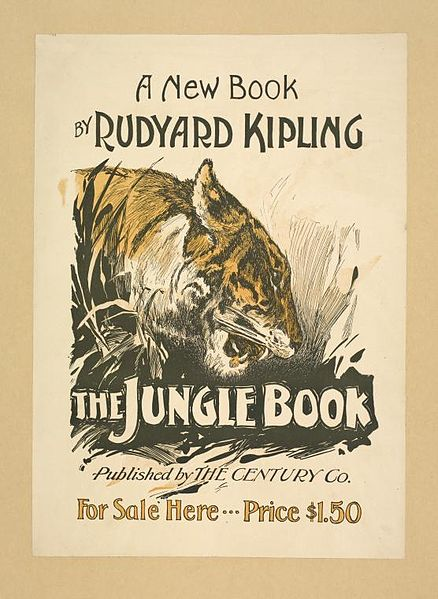 A New Book
BY RUDYARD KIPLING
THE JUNGLE BOOK
Published by THE CENTURY Co.
For Sale Here... Price $1.50